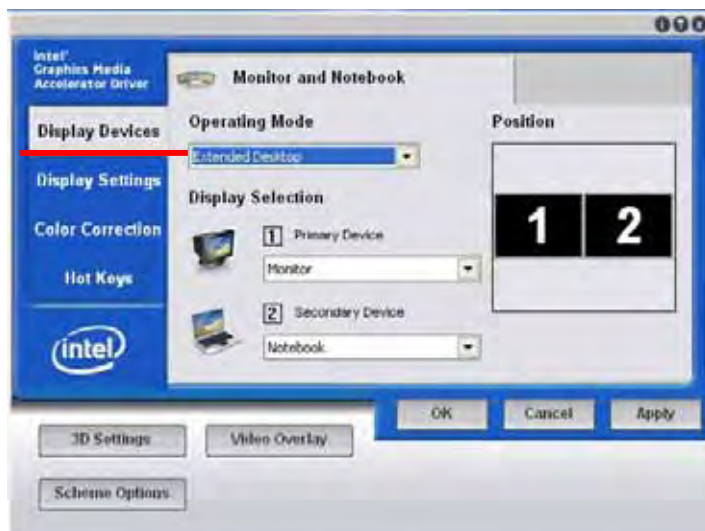 intel®
Graphics Media
Accelerator Driver
Monitor and Notebook
Display Devices
Display Settings
Color Correction
Hot Keys
intel
Operating Mode
Extended Desktop
Display Selection
1 Primary Device
Monitor
2 Secondary Device
Notebook
Position
1 2
OK Cancel Apply
3D Settings Video Overlay
Scheme Options